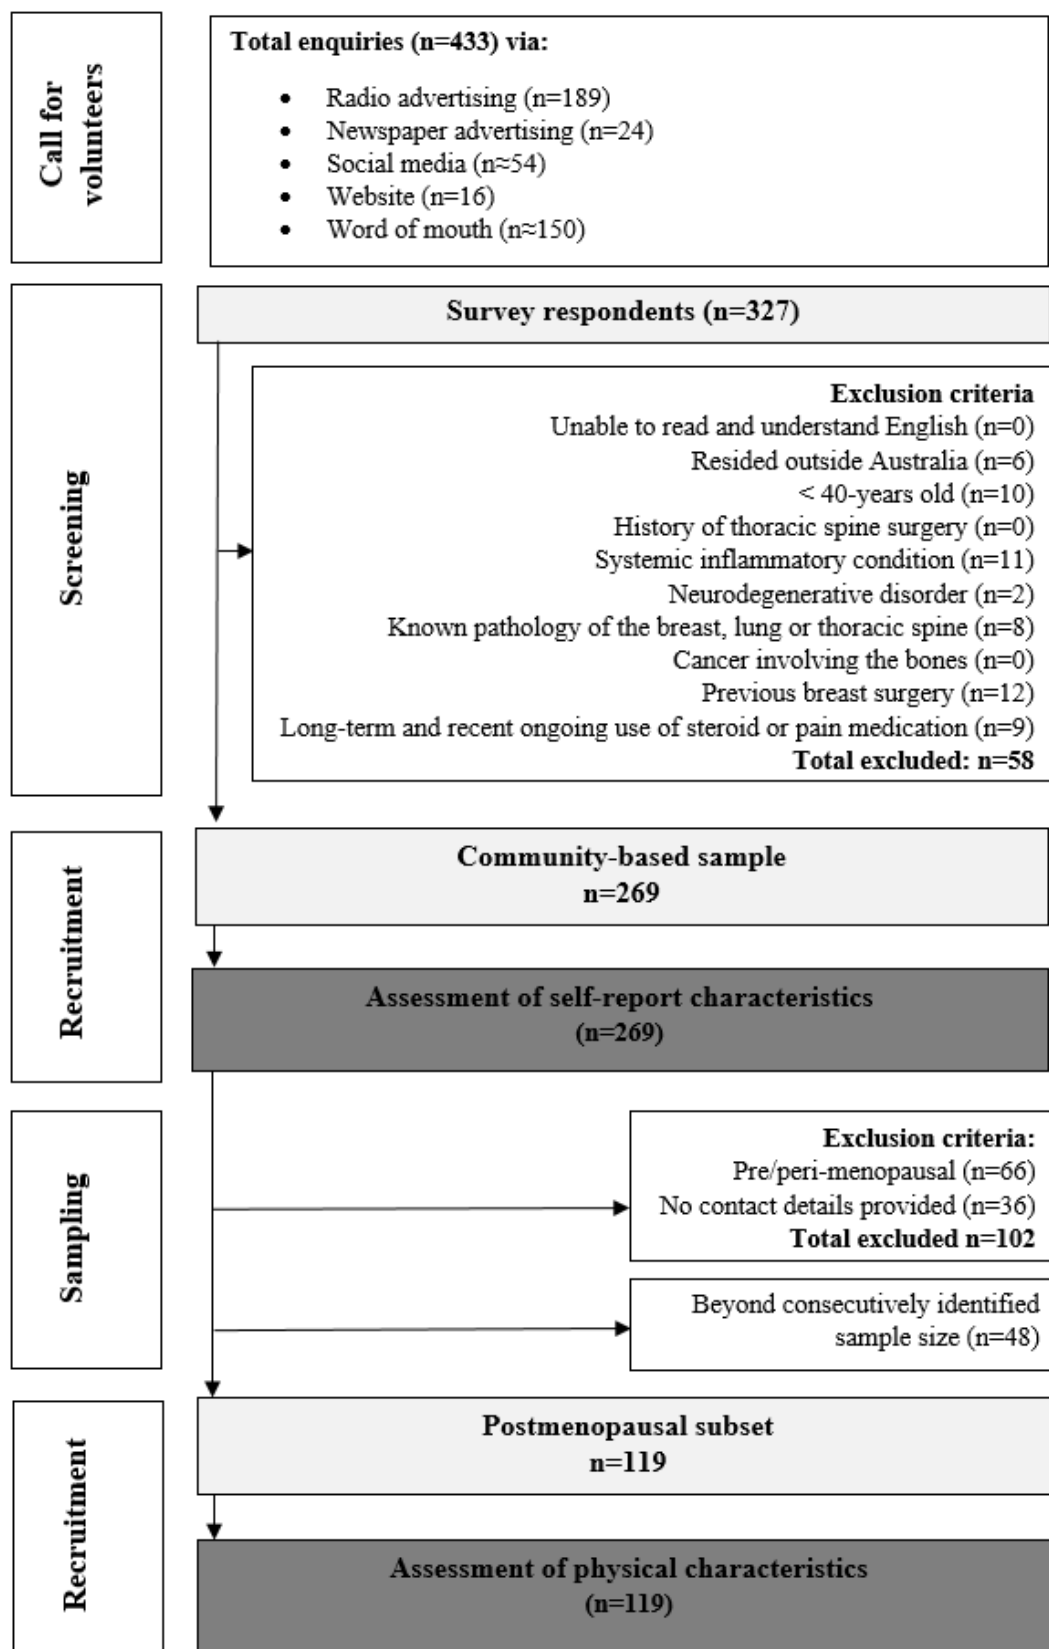 Call for
volunteers
Total enquiries (n=433) via:
• Radio advertising (n=189)
• Newspaper advertising (n=24)
• Social media (n≈54)
• Website (n=16)
• Word of mouth (n≈150)
Screening
Survey respondents (n=327)
Exclusion criteria
Unable to read and understand English (n=0)
Resided outside Australia (n=6)
< 40-years old (n=10)
History of thoracic spine surgery (n=0)
Systemic inflammatory condition (n=11)
Neurodegenerative disorder (n=2)
Known pathology of the breast, lung or thoracic spine (n=8)
Cancer involving the bones (n=0)
Previous breast surgery (n=12)
Long-term and recent ongoing use of steroid or pain medication (n=9)
Total excluded: n=58
Recruitment
Community-based sample
n=269
Assessment of self-report characteristics
(n=269)
Sampling
Exclusion criteria:
Pre/peri-menopausal (n=66)
No contact details provided (n=36)
Total excluded n=102
Beyond consecutively identified
sample size (n=48)
Recruitment
Postmenopausal subset
n=119
Assessment of physical characteristics
(n=119)